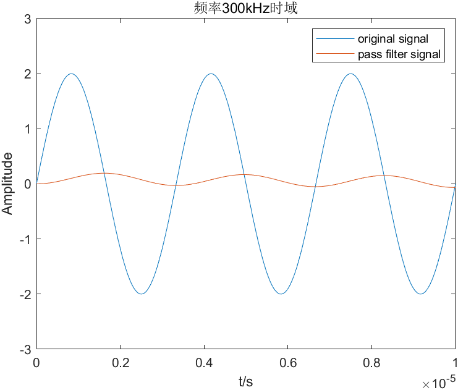 频率300kHz时域
original signal
pass filter signal
Amplitude
3
2
1
0
-1
-2
-3
0
0.2
0.4
0.6
0.8
1
t/s
×10⁻⁵